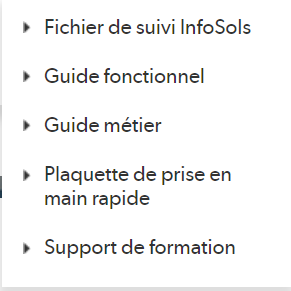 Fichier de suivi InfoSols
Guide fonctionnel
Guide métier
Plaquette de prise en
main rapide
Support de formation